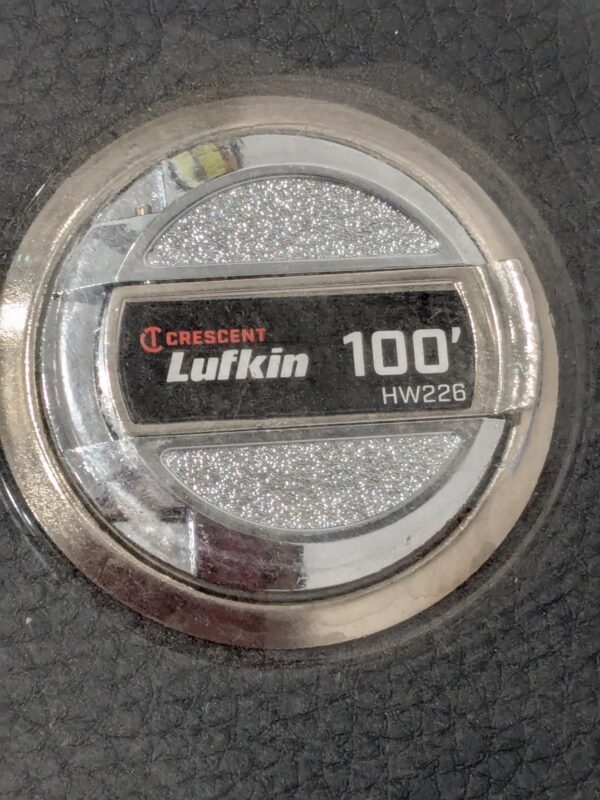 CRESCENT
Lufkin
100'
HW226